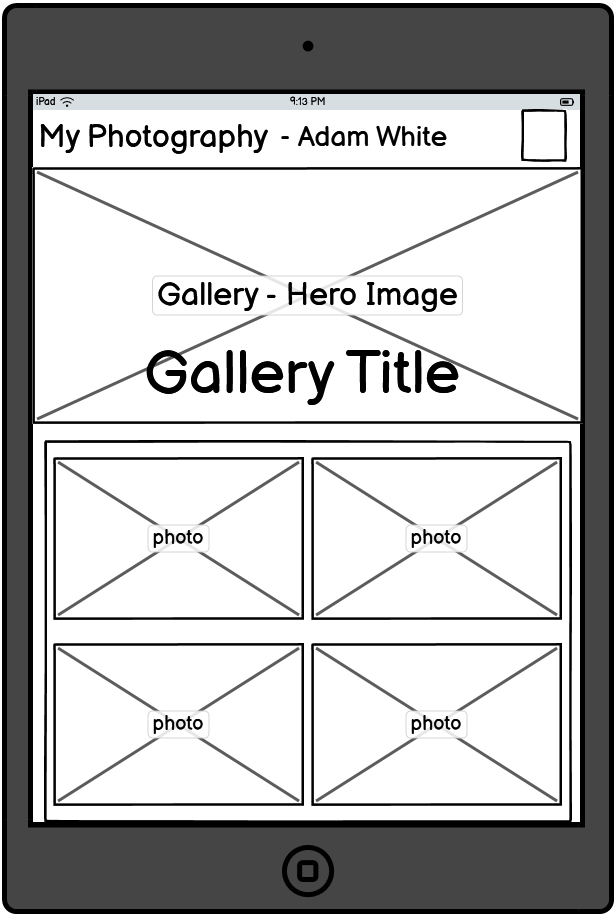 iPad 9:13 PM
My Photography - Adam White
Gallery - Hero Image
Gallery Title
photo photo
photo photo